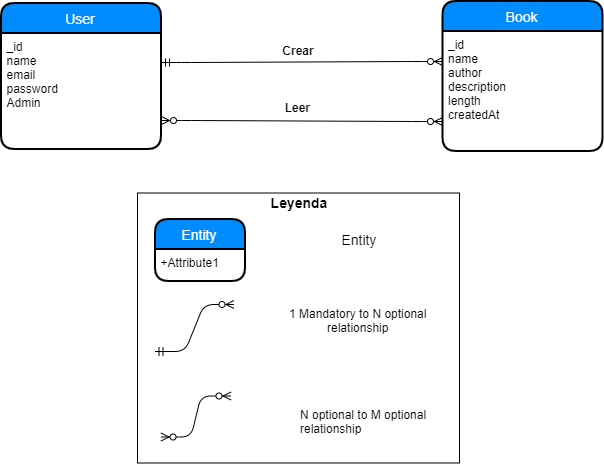 User
_id
name
email
password
Admin
Crear
Leer
Book
_id
name
author
description
length
createdAt
Leyenda
Entity
+Attribute1
Entity
1 Mandatory to N optional
relationship
N optional to M optional
relationship